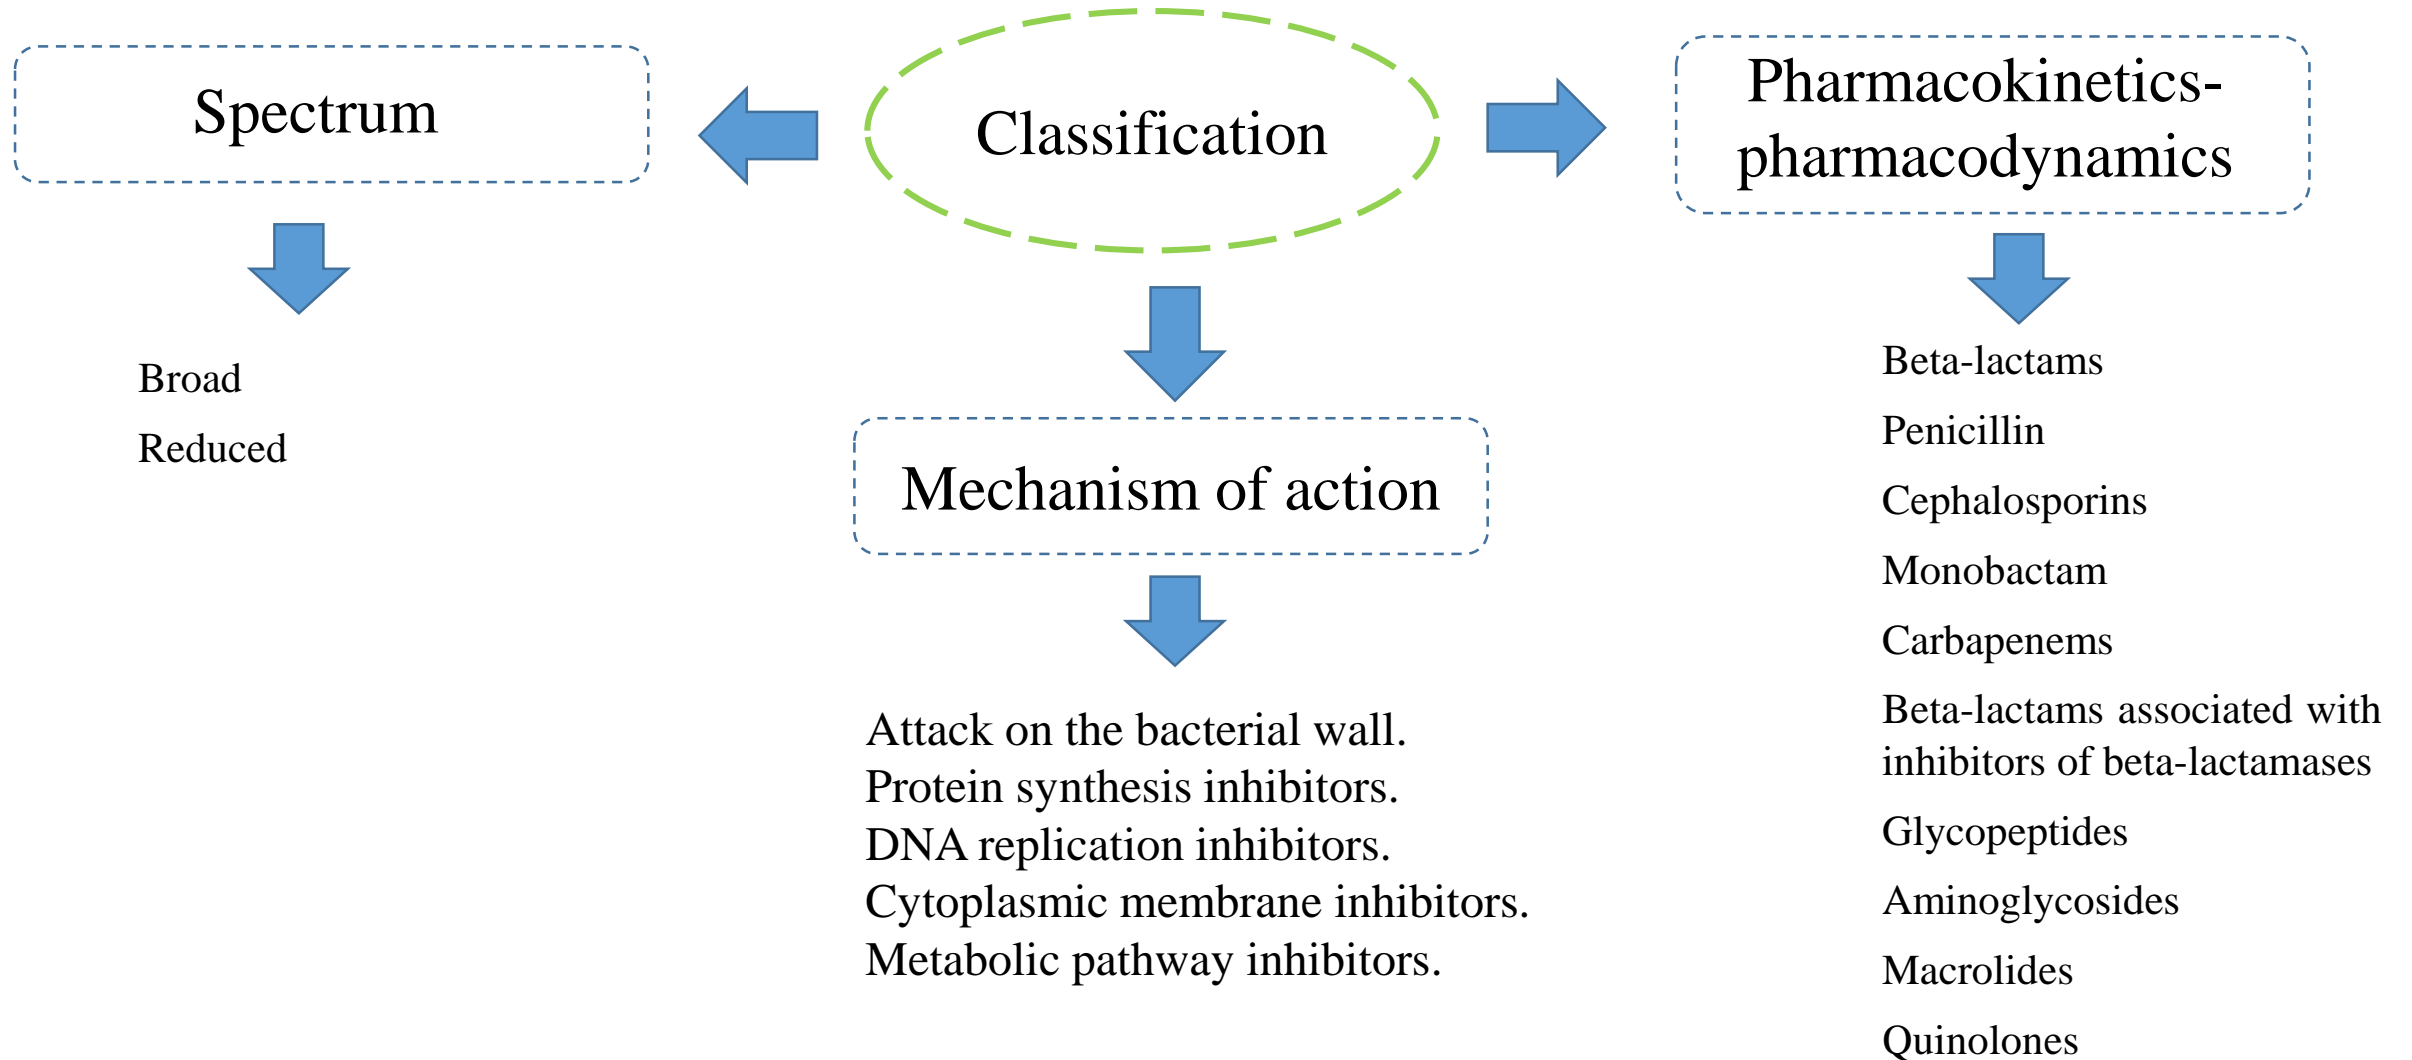 Spectrum
Classification
Pharmacokinetics-
pharmacodynamics
Broad
Reduced
Mechanism of action
Attack on the bacterial wall.
Protein synthesis inhibitors.
DNA replication inhibitors.
Cytoplasmic membrane inhibitors.
Metabolic pathway inhibitors.
Beta-lactams
Penicillin
Cephalosporins
Monobactam
Carbapenems
Beta-lactams associated with
inhibitors of beta-lactamases
Glycopeptides
Aminoglycosides
Macrolides
Quinolones